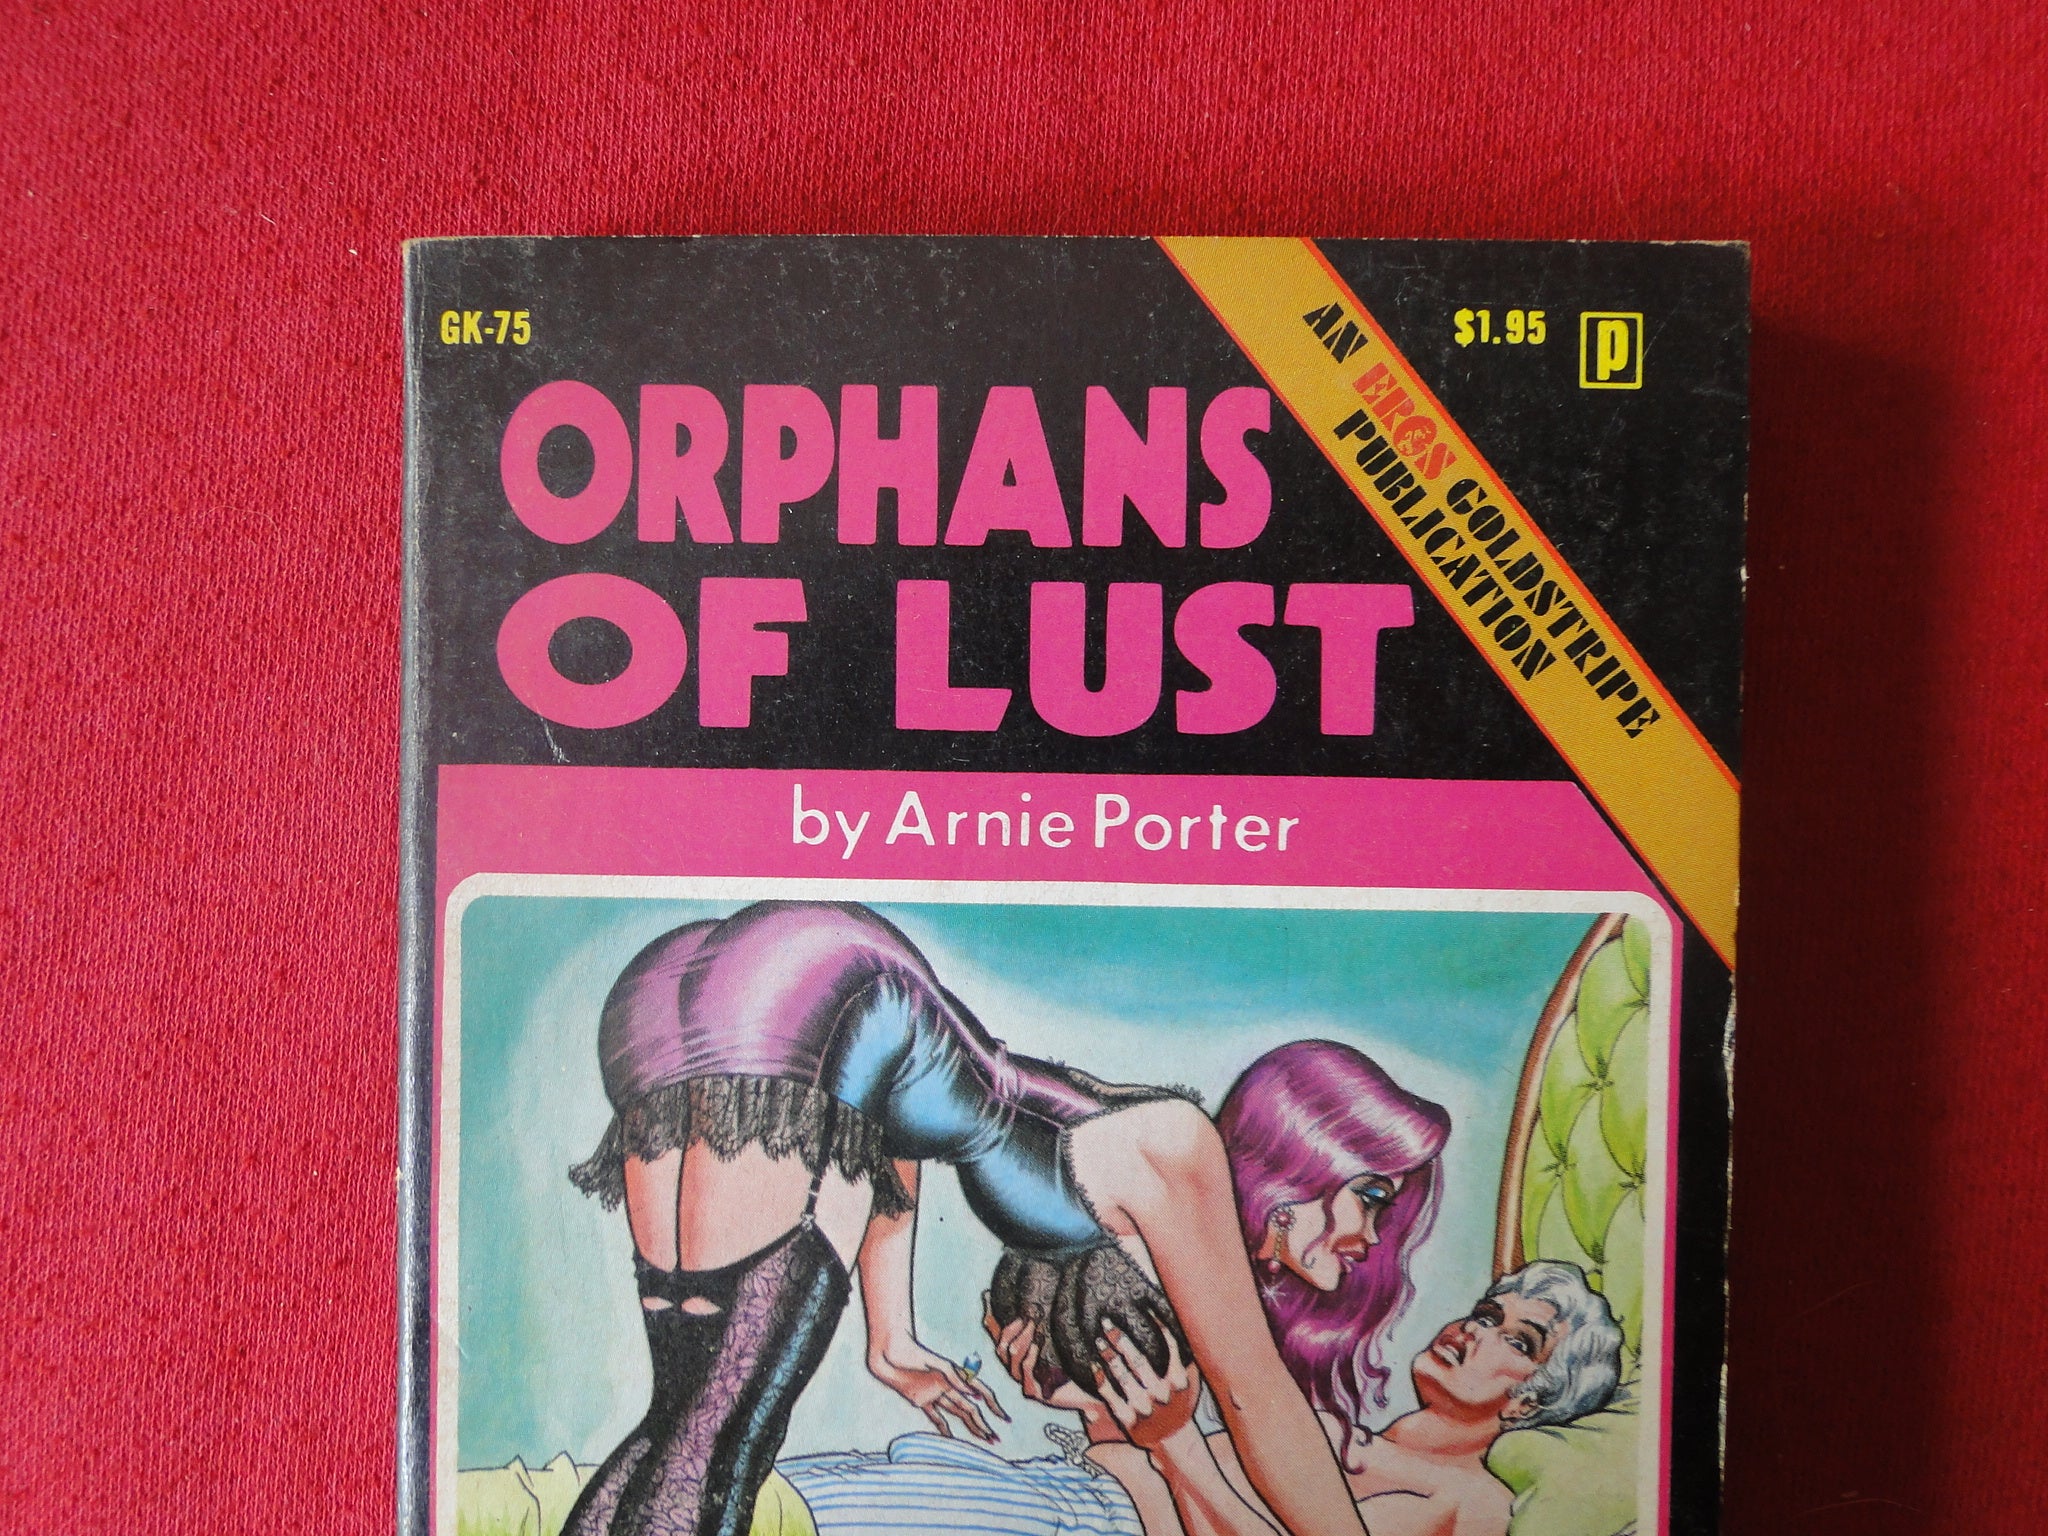 GK-75
AN EROS GOLDSTRIPE
PUBLICATION
$1.95
p
ORPHANS
OF LUST
by Arnie Porter